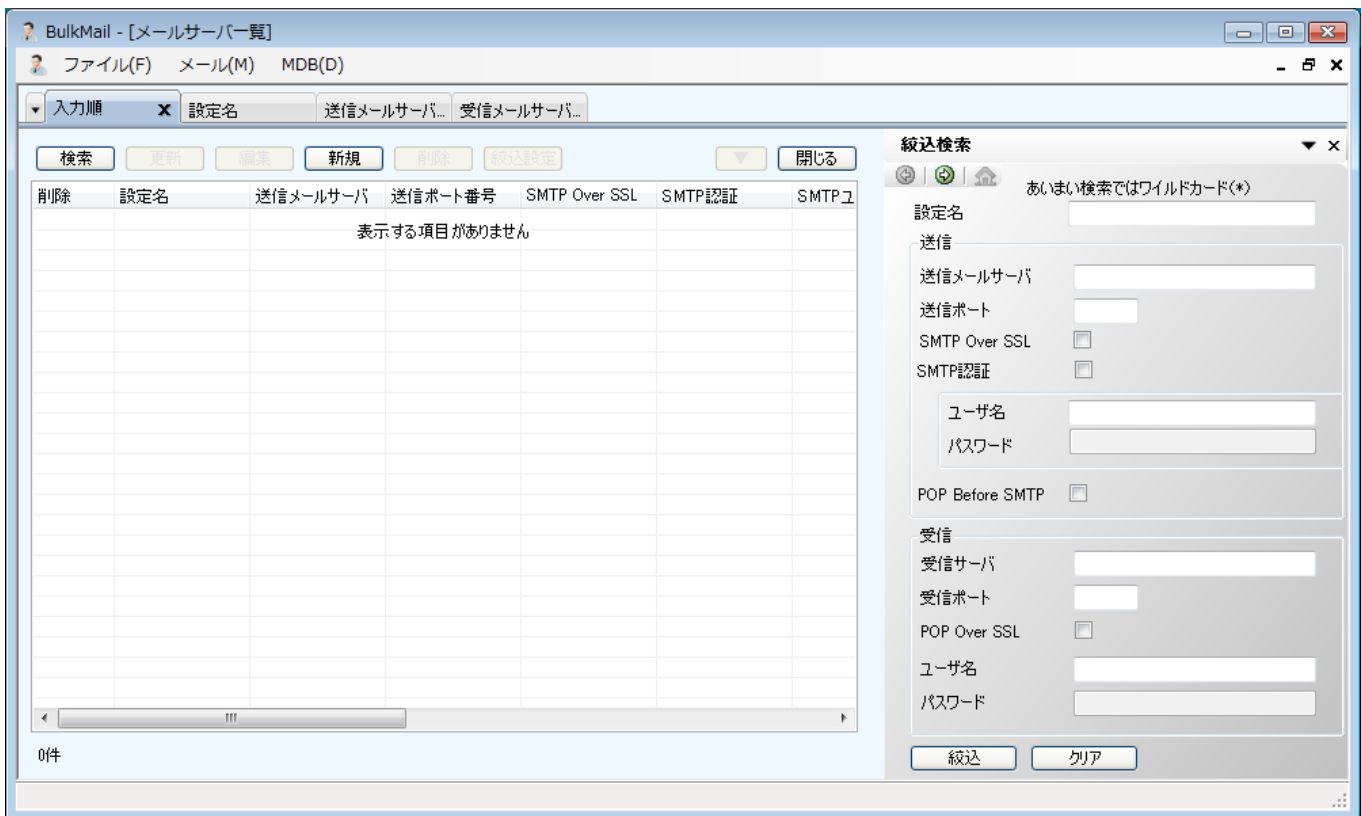 BulkMail - [メールサーバ一覧]
ファイル(F) メール(M) MDB(D)
入力順 設定名 送信メールサーバ... 受信メールサーバ...
検索 更新 編集 新規 削除 絞込設定 ▼ 閉じる
削除 設定名 送信メールサーバ 送信ポート番号 SMTP Over SSL SMTP認証 SMTPユ
表示する項目がありません
0件
絞込検索
あいまい検索ではワイルドカード(*)
設定名
送信
送信メールサーバ
送信ポート
SMTP Over SSL
SMTP認証
ユーザ名
パスワード
POP Before SMTP
受信
受信サーバ
受信ポート
POP Over SSL
ユーザ名
パスワード
絞込 クリア